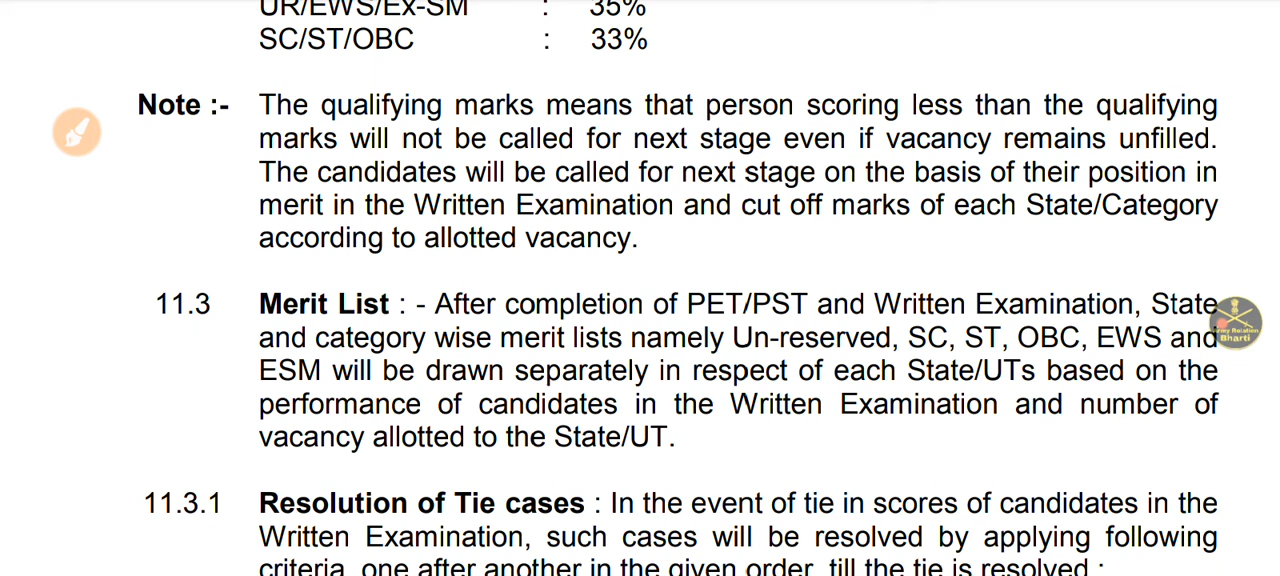 UR/EWS/Ex-SM : 35%
SC/ST/OBC : 33%
Note :- The qualifying marks means that person scoring less than the qualifying
marks will not be called for next stage even if vacancy remains unfilled.
The candidates will be called for next stage on the basis of their position in
merit in the Written Examination and cut off marks of each State/Category
according to allotted vacancy.
11.3 Merit List : - After completion of PET/PST and Written Examination, State
and category wise merit lists namely Un-reserved, SC, ST, OBC, EWS and
ESM will be drawn separately in respect of each State/UTs based on the
performance of candidates in the Written Examination and number of
vacancy allotted to the State/UT.
11.3.1 Resolution of Tie cases : In the event of tie in scores of candidates in the
Written Examination, such cases will be resolved by applying following
criteria, one after another in the given order, till the tie is resolved :
Army Relation
Bharti